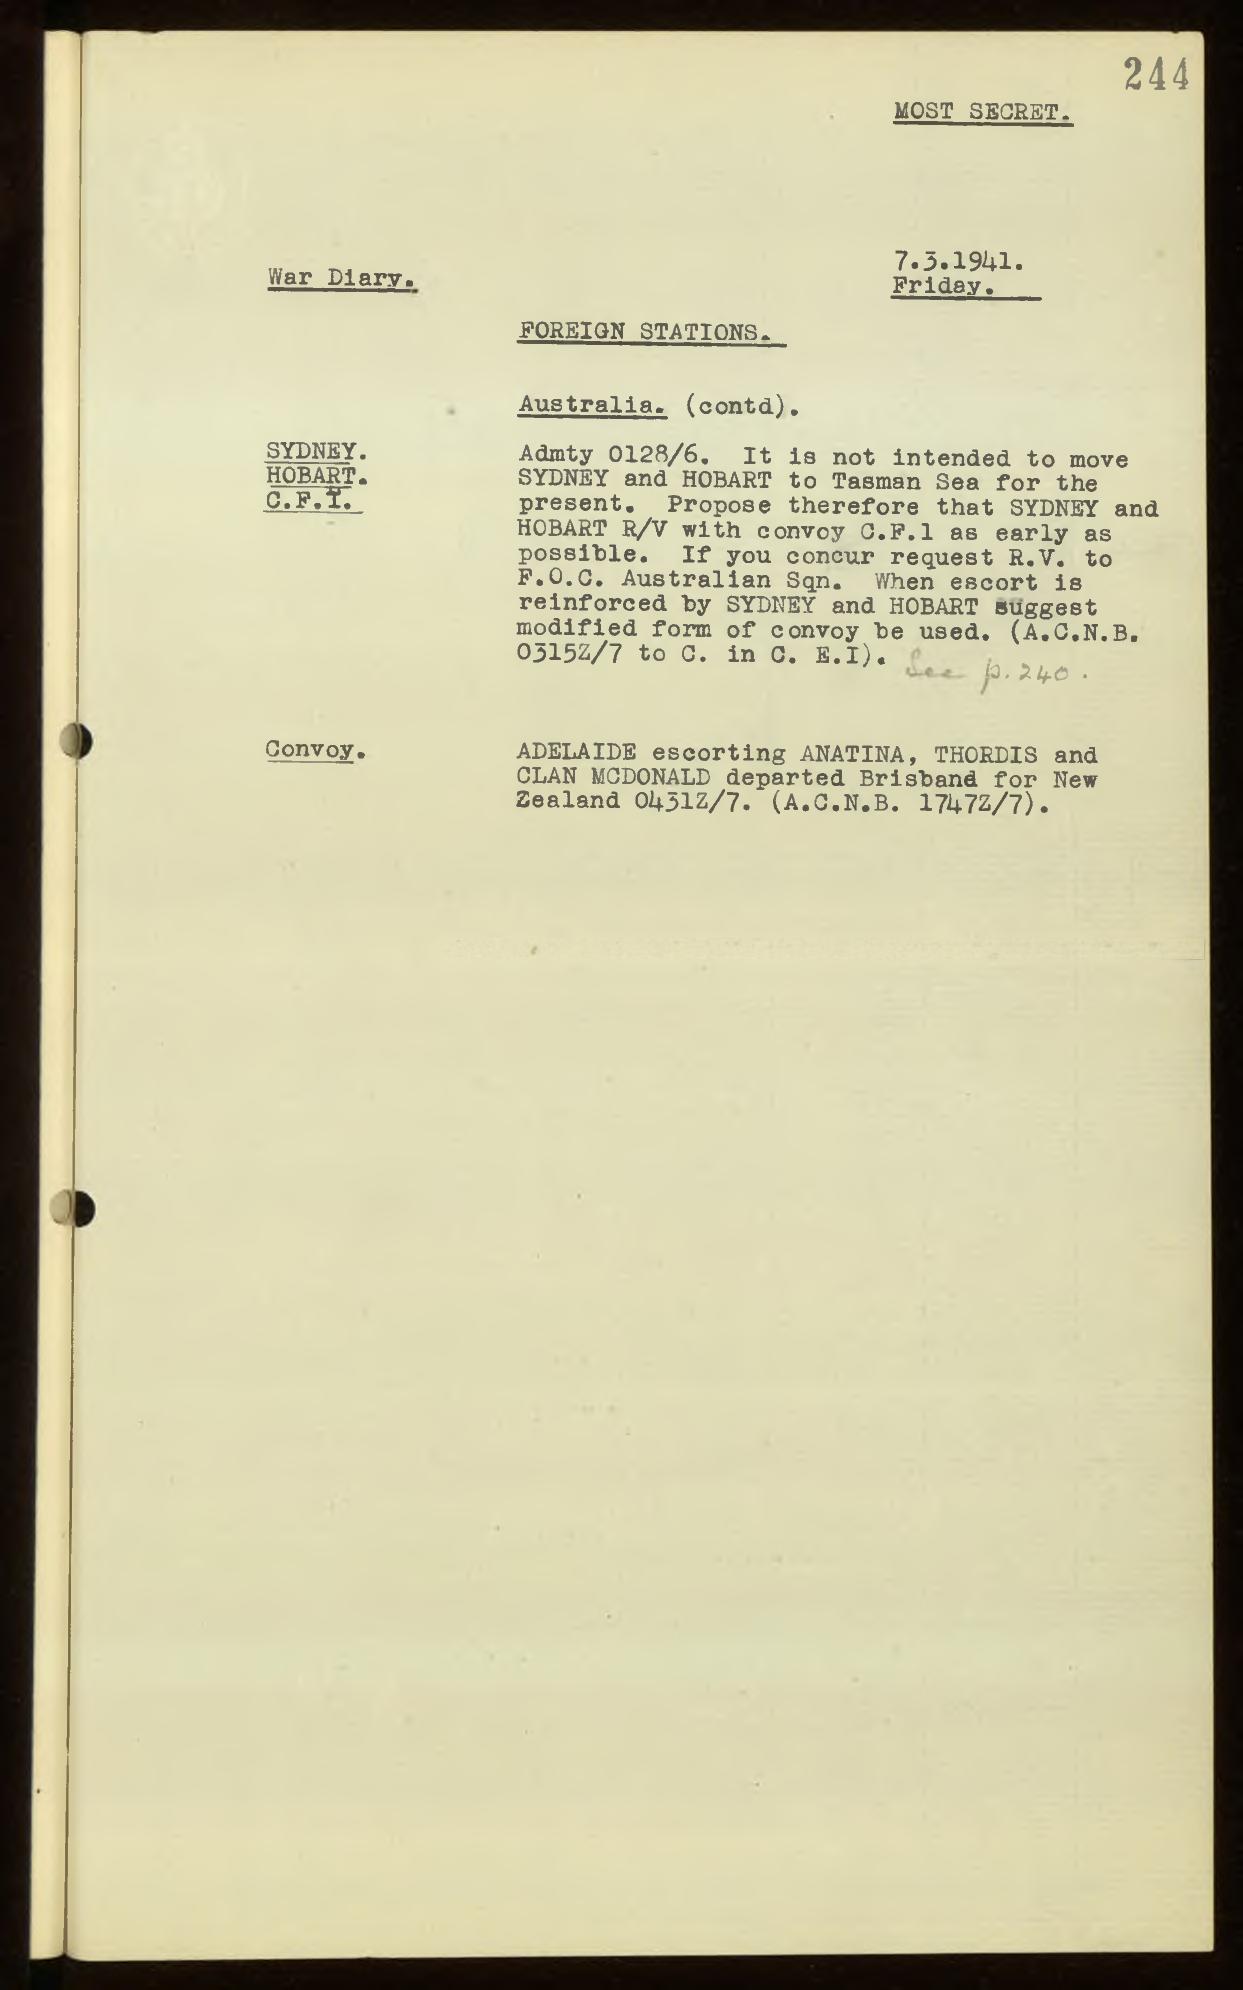 244
MOST SECRET.
7.3.1941.
War Diary.
Friday.
FOREIGN STATIONS.
Australia. (contd).
SYDNEY.
HOBART.
C.F.1.
Admty 0128/6. It is not intended to move
SYDNEY and HOBART to Tasman Sea for the
present. Propose therefore that SYDNEY and
HOBART R/V with convoy C.F.1 as early as
possible. If you concur request R.V. to
F.O.C. Australian Sqn. When escort is
reinforced by SYDNEY and HOBART suggest
modified form of convoy be used. (A.C.N.B.
0315Z/7 to C. in C. E.I).
See p. 240.
Convoy.
ADELAIDE escorting ANATINA, THORDIS and
CLAN MCDONALD departed Brisband for New
Zealand 0431Z/7. (A.C.N.B. 1747Z/7).